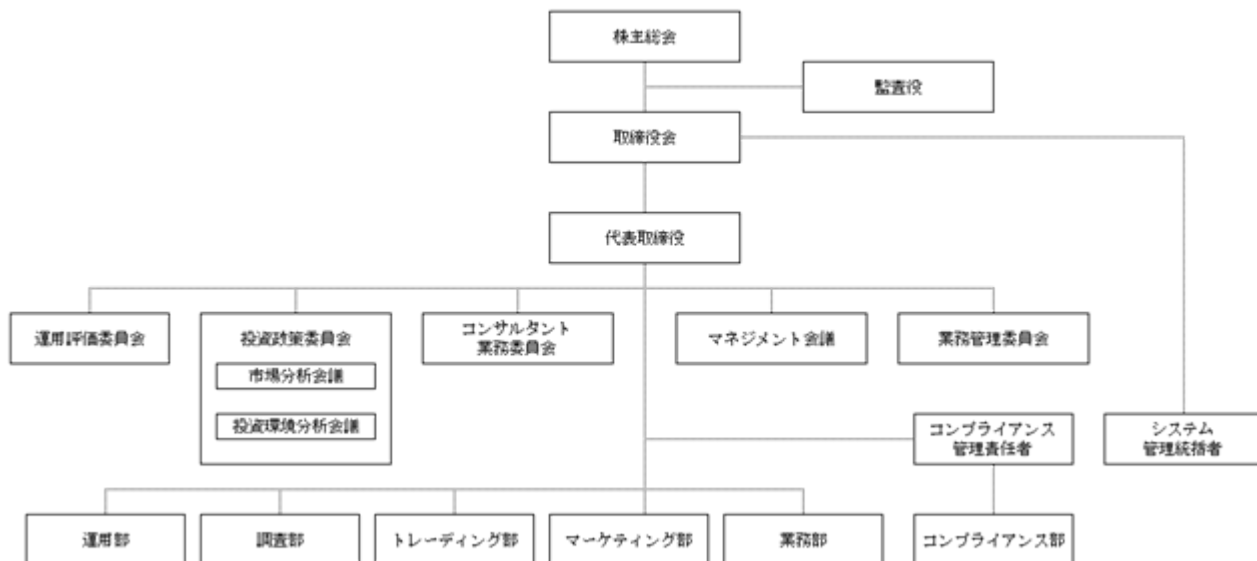 株主総会
監査役
取締役会
代表取締役
運用評価委員会
投資政策委員会
市場分析会議
投資環境分析会議
コンサルタント
業務委員会
マネジメント会議
業務管理委員会
コンプライアンス
管理責任者
システム
管理統括者
運用部
調査部
トレーディング部
マーケティング部
業務部
コンプライアンス部